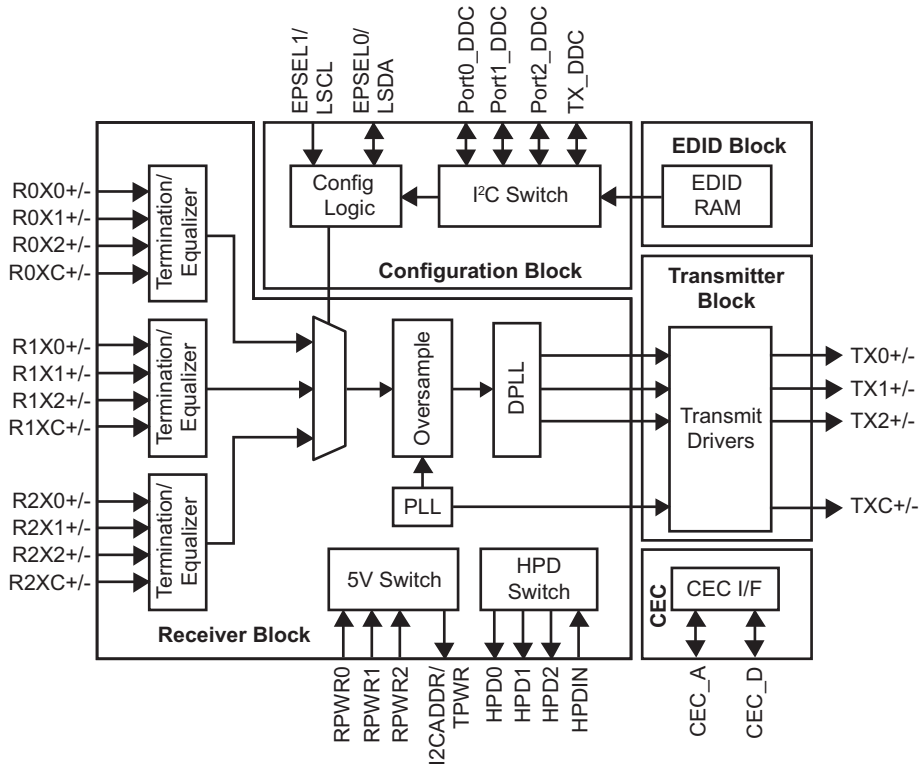 EPSEL1/
LSCL
EPSEL0/
LSDA
Port0_DDC
Port1_DDC
Port2_DDC
TX_DDC
Config
Logic
I²C Switch
Configuration Block
EDID Block
EDID
RAM
R0X0+/-
R0X1+/-
R0X2+/-
R0XC+/-
Termination/
Equalizer
R1X0+/-
R1X1+/-
R1X2+/-
R1XC+/-
Termination/
Equalizer
R2X0+/-
R2X1+/-
R2X2+/-
R2XC+/-
Termination/
Equalizer
Oversample
DPLL
PLL
Transmitter
Block
Transmit
Drivers
TX0+/-
TX1+/-
TX2+/-
TXC+/-
5V Switch
HPD
Switch
Receiver Block
RPWR0
RPWR1
RPWR2
I2CADDR/
TPWR
HPD0
HPD1
HPD2
HPDIN
CEC
CEC I/F
CEC_A
CEC_D